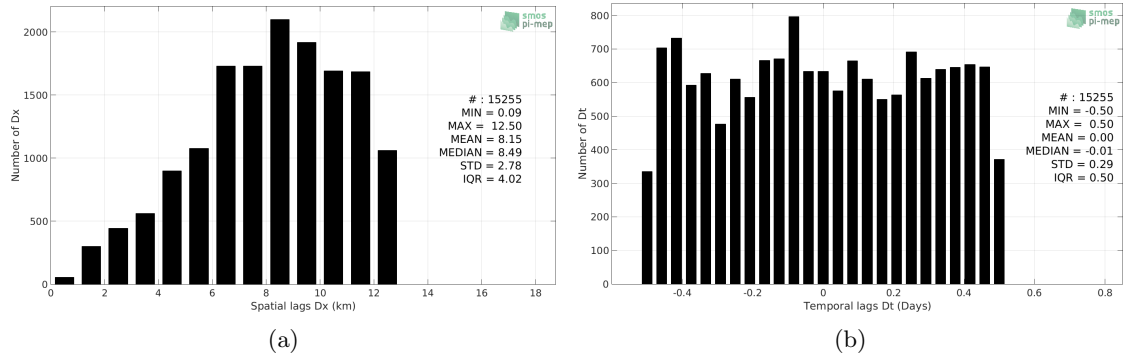 smos
pi-mep
Number of Dx
2000
1500
1000
500
0
# : 15255
MIN = 0.09
MAX = 12.50
MEAN = 8.15
MEDIAN = 8.49
STD = 2.78
IQR = 4.02
0 2 4 6 8 10 12 14 16 18
Spatial lags Dx (km)
(a)
smos
pi-mep
Number of Dt
800
700
600
500
400
300
200
100
0
# : 15255
MIN = -0.50
MAX = 0.50
MEAN = 0.00
MEDIAN = -0.01
STD = 0.29
IQR = 0.50
-0.4 -0.2 0 0.2 0.4 0.6 0.8
Temporal lags Dt (Days)
(b)